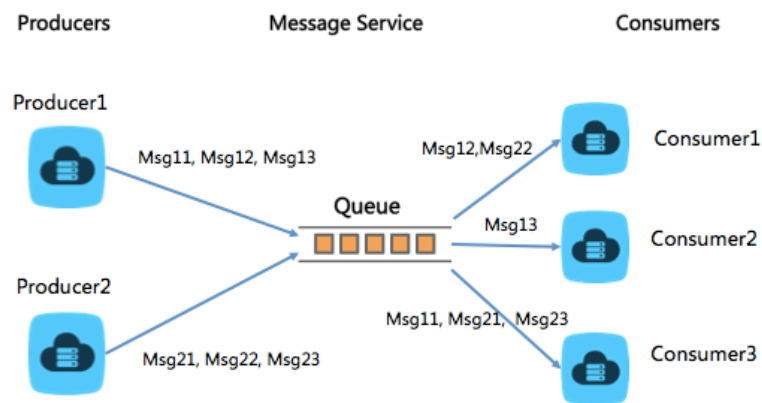 Producers
Message Service
Consumers
Producer1
Msg11, Msg12, Msg13
Msg12,Msg22
Consumer1
Queue
Msg13
Consumer2
Producer2
Msg11, Msg21, Msg23
Msg21, Msg22, Msg23
Consumer3